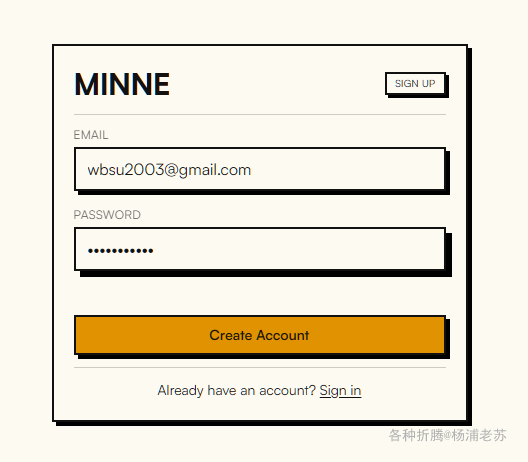 MINNE
SIGN UP
EMAIL
wbsu2003@gmail.com
PASSWORD
•••••••••••
Create Account
Already have an account? Sign in
各种折腾@杨浦老苏